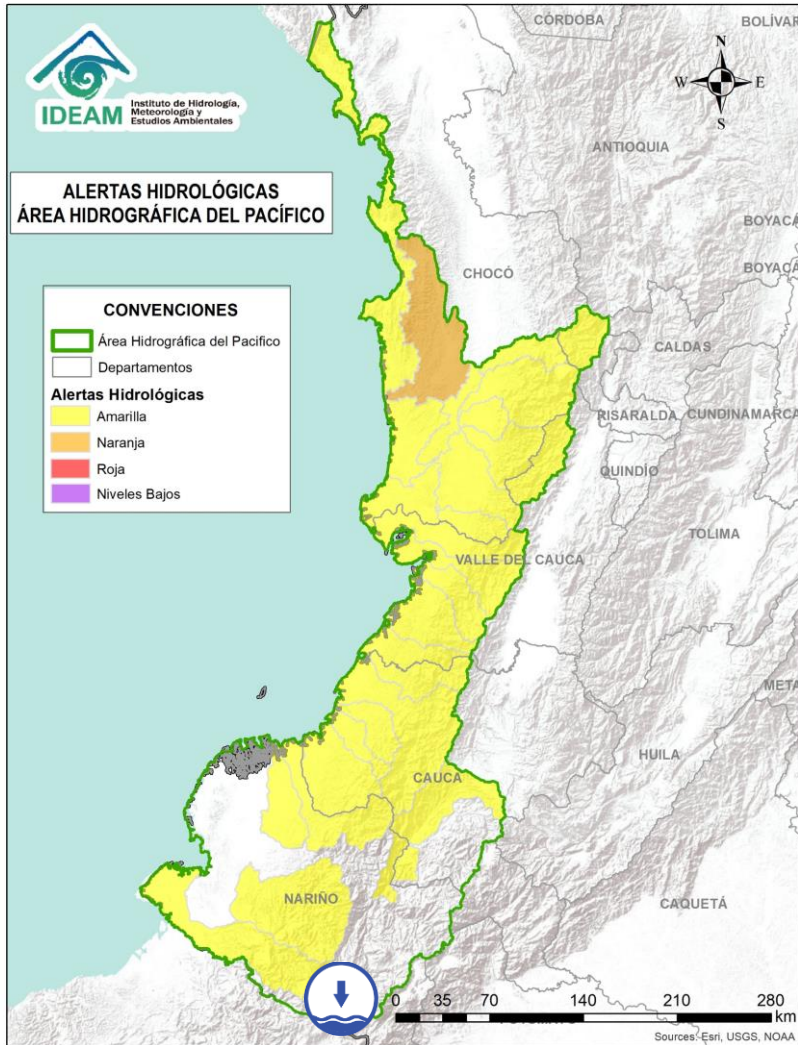 IDEAM
Instituto de Hidrología,
Meteorología y
Estudios Ambientales
ALERTAS HIDROLÓGICAS
ÁREA HIDROGRÁFICA DEL PACÍFICO
CONVENCIONES
Área Hidrográfica del Pacifico
Departamentos
Alertas Hidrológicas
Amarilla
Naranja
Roja
Niveles Bajos
N
W E
S
CÓRDOBA
BOLÍVAR
ANTIOQUIA
BOYACÁ
CHOCÓ
BOYACÁ
CALDAS
RISARALDA
CUNDINAMARCA
QUINDÍO
TOLIMA
VALLE DEL CAUCA
META
HUILA
CAUCA
NARIÑO
CAQUETÁ
0 35 70 140 210 280
km
Sources: Esri, USGS, NOAA